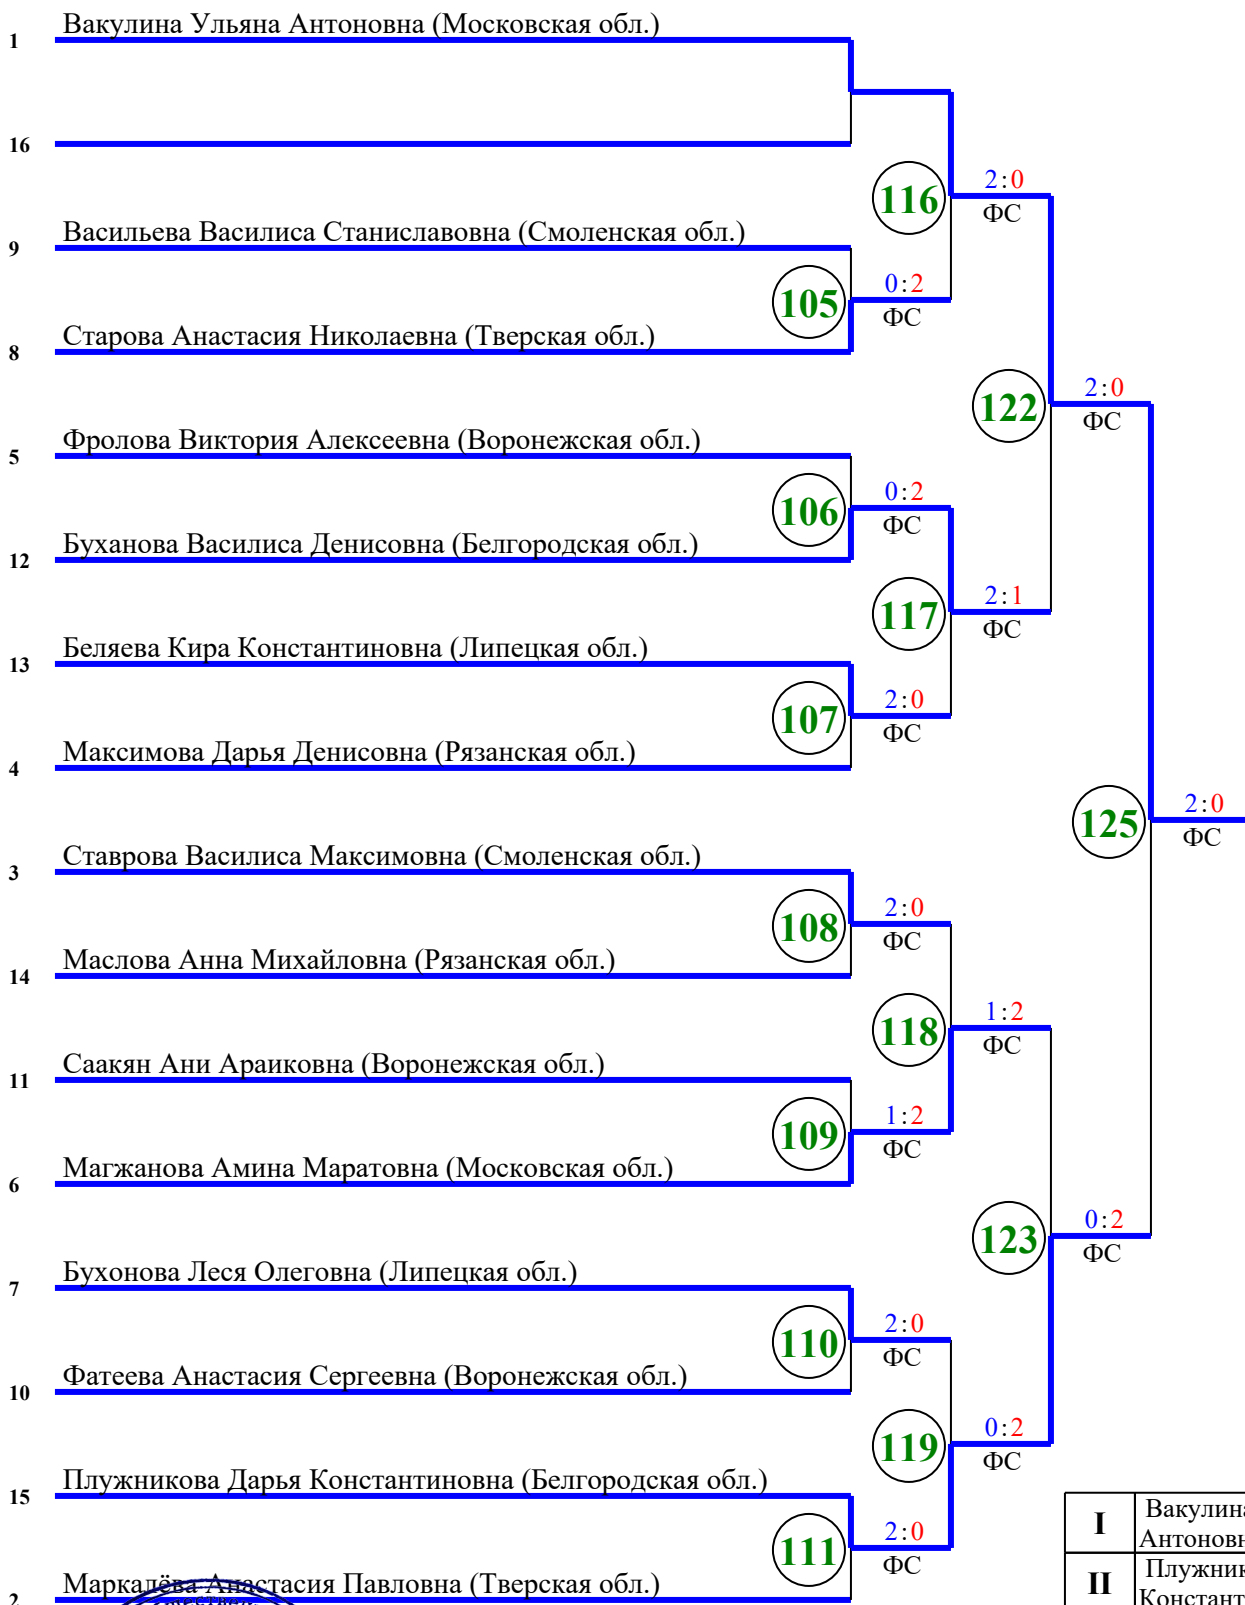 Вакулина Ульяна Антоновна (Московская обл.)
1
16
116
2:0
ФС
Васильева Василиса Станиславовна (Смоленская обл.)
9
105
0:2
ФС
Старова Анастасия Николаевна (Тверская обл.)
8
122
2:0
ФС
Фролова Виктория Алексеевна (Воронежская обл.)
5
106
0:2
ФС
Буханова Василиса Денисовна (Белгородская обл.)
12
117
2:1
ФС
Беляева Кира Константиновна (Липецкая обл.)
13
107
2:0
ФС
Максимова Дарья Денисовна (Рязанская обл.)
4
125
2:0
ФС
Ставрова Василиса Максимовна (Смоленская обл.)
3
108
2:0
ФС
Маслова Анна Михайловна (Рязанская обл.)
14
118
1:2
ФС
Саакян Ани Араиковна (Воронежская обл.)
11
109
1:2
ФС
Магжанова Амина Маратовна (Московская обл.)
6
123
0:2
ФС
Бухонова Леся Олеговна (Липецкая обл.)
7
110
2:0
ФС
Фатеева Анастасия Сергеевна (Воронежская обл.)
10
119
0:2
ФС
Плужникова Дарья Константиновна (Белгородская обл.)
15
111
2:0
ФС
Маркалёва Анастасия Павловна (Тверская обл.)
2
I
Вакулина
Антоновн
II
Плужник
Констант